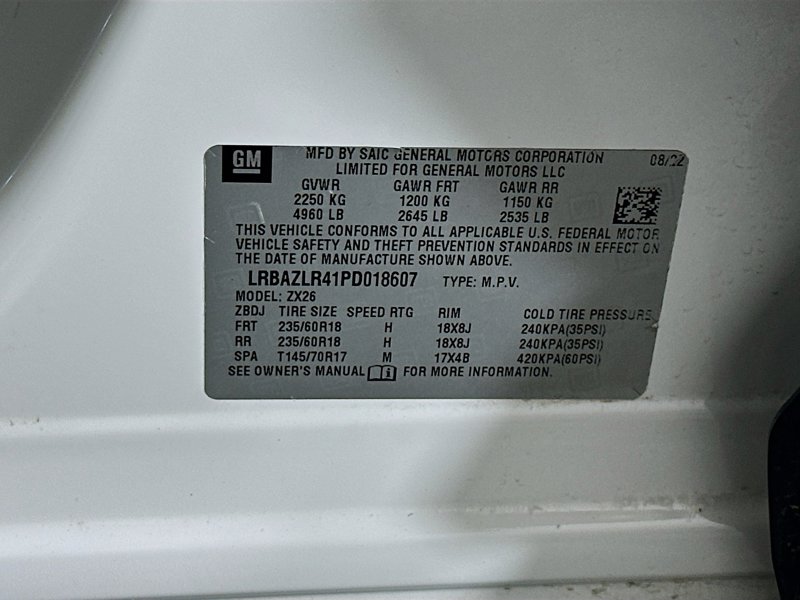 GM
MFD BY SAIC GENERAL MOTORS CORPORATION 08/22
LIMITED FOR GENERAL MOTORS LLC
GVWR GAWR FRT GAWR RR
2250 KG 1200 KG 1150 KG
4960 LB 2645 LB 2535 LB
THIS VEHICLE CONFORMS TO ALL APPLICABLE U.S. FEDERAL MOTOR
VEHICLE SAFETY AND THEFT PREVENTION STANDARDS IN EFFECT ON
THE DATE OF MANUFACTURE SHOWN ABOVE.
LRBAZLR41PD018607 TYPE: M.P.V.
MODEL: ZX26
ZBDJ TIRE SIZE SPEED RTG RIM COLD TIRE PRESSURE
FRT 235/60R18 H 18X8J 240KPA(35PSI)
RR 235/60R18 H 18X8J 240KPA(35PSI)
SPA T145/70R17 M 17X4B 420KPA(60PSI)
SEE OWNER'S MANUAL FOR MORE INFORMATION.